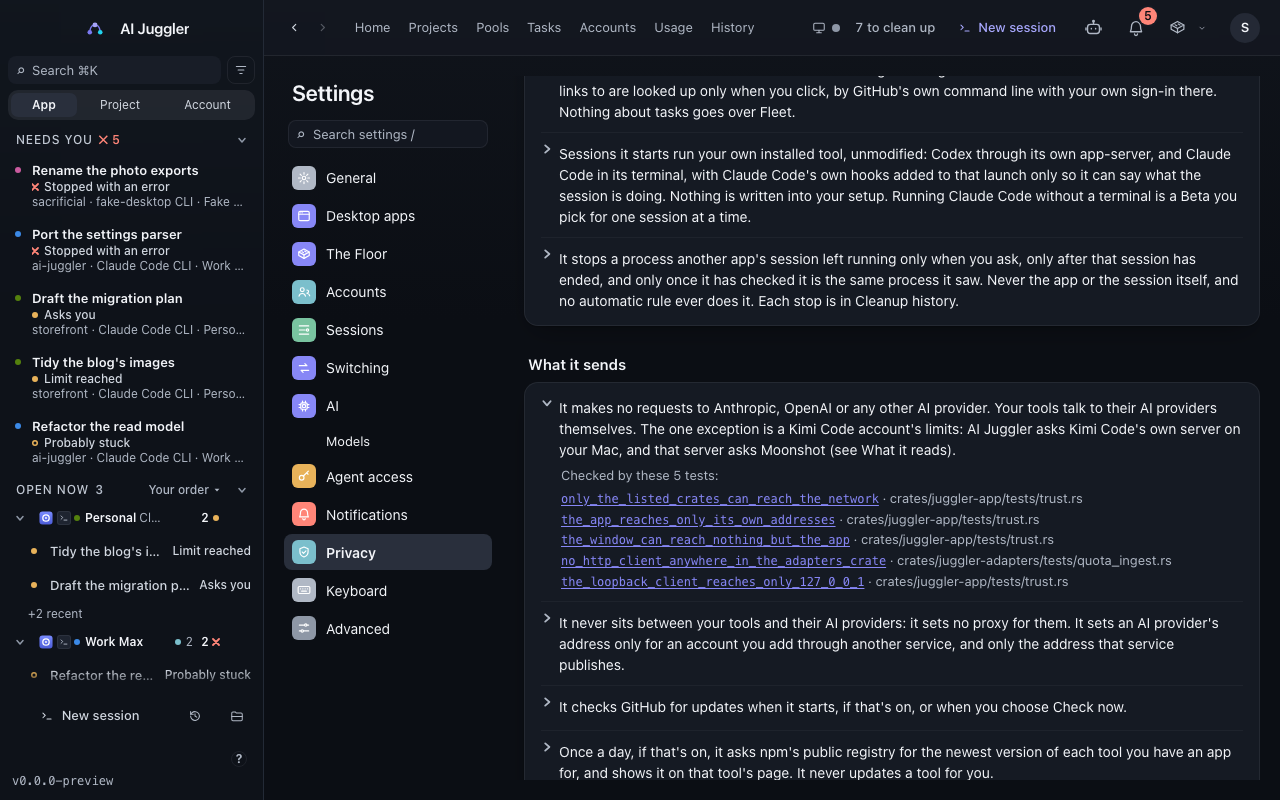 AI Juggler
Search ⌘K
App Project Account
NEEDS YOU 5
Rename the photo exports
Stopped with an error
sacrificial · fake-desktop CLI · Fake ...
Port the settings parser
Stopped with an error
ai-juggler · Claude Code CLI · Work ...
Draft the migration plan
Asks you
storefront · Claude Code CLI · Perso...
Tidy the blog's images
Limit reached
storefront · Claude Code CLI · Perso...
Refactor the read model
Probably stuck
ai-juggler · Claude Code CLI · Work ...
OPEN NOW 3 Your order
Personal Cl... 2
Tidy the blog's i... Limit reached
Draft the migration p... Asks you
+2 recent
Work Max 2 2
Refactor the re... Probably stuck
New session
?
v0.0.0-preview
Home Projects Pools Tasks Accounts Usage History
7 to clean up
New session
5
S
Settings
Search settings /
General
Desktop apps
The Floor
Accounts
Sessions
Switching
AI
Models
Agent access
Notifications
Privacy
Keyboard
Advanced
links to are looked up only when you click, by GitHub's own command line with your own sign-in there.
Nothing about tasks goes over Fleet.
Sessions it starts run your own installed tool, unmodified: Codex through its own app-server, and Claude
Code in its terminal, with Claude Code's own hooks added to that launch only so it can say what the
session is doing. Nothing is written into your setup. Running Claude Code without a terminal is a Beta you
pick for one session at a time.
It stops a process another app's session left running only when you ask, only after that session has
ended, and only once it has checked it is the same process it saw. Never the app or the session itself, and
no automatic rule ever does it. Each stop is in Cleanup history.
What it sends
It makes no requests to Anthropic, OpenAI or any other AI provider. Your tools talk to their AI providers
themselves. The one exception is a Kimi Code account's limits: AI Juggler asks Kimi Code's own server on
your Mac, and that server asks Moonshot (see What it reads).
Checked by these 5 tests:
only_the_listed_crates_can_reach_the_network · crates/juggler-app/tests/trust.rs
the_app_reaches_only_its_own_addresses · crates/juggler-app/tests/trust.rs
the_window_can_reach_nothing_but_the_app · crates/juggler-app/tests/trust.rs
no_http_client_anywhere_in_the_adapters_crate · crates/juggler-adapters/tests/quota_ingest.rs
the_loopback_client_reaches_only_127_0_0_1 · crates/juggler-app/tests/trust.rs
It never sits between your tools and their AI providers: it sets no proxy for them. It sets an AI provider's
address only for an account you add through another service, and only the address that service
publishes.
It checks GitHub for updates when it starts, if that's on, or when you choose Check now.
Once a day, if that's on, it asks npm's public registry for the newest version of each tool you have an app
for, and shows it on that tool's page. It never updates a tool for you.